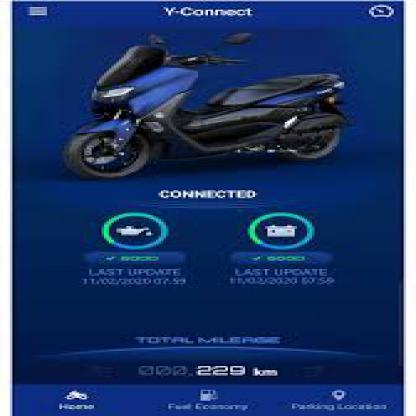 Y-Connect
CONNECTED
✓ GOOD ✓ GOOD
LAST UPDATE LAST UPDATE
11/02/2020 07:59 11/02/2020 07:59
TOTAL MILEAGE
000,229 km
Home Fuel Economy Parking Location